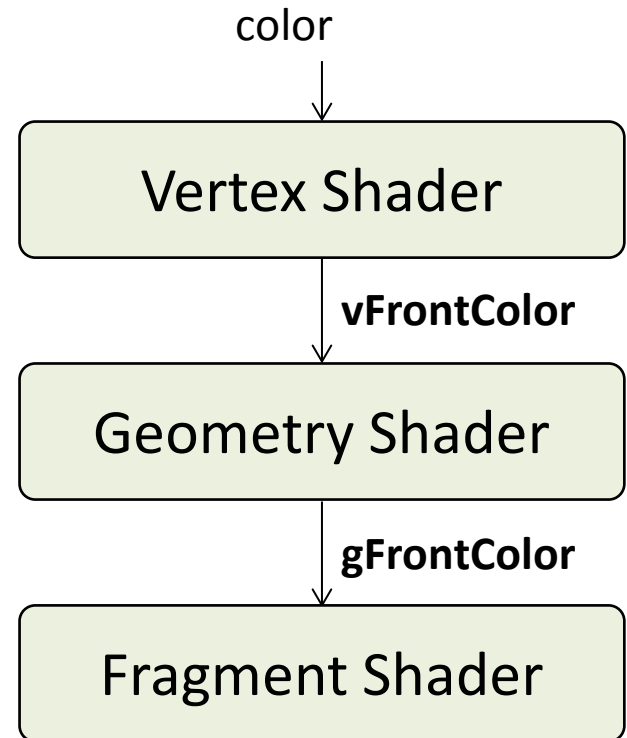 color
Vertex Shader
vFrontColor
Geometry Shader
gFrontColor
Fragment Shader